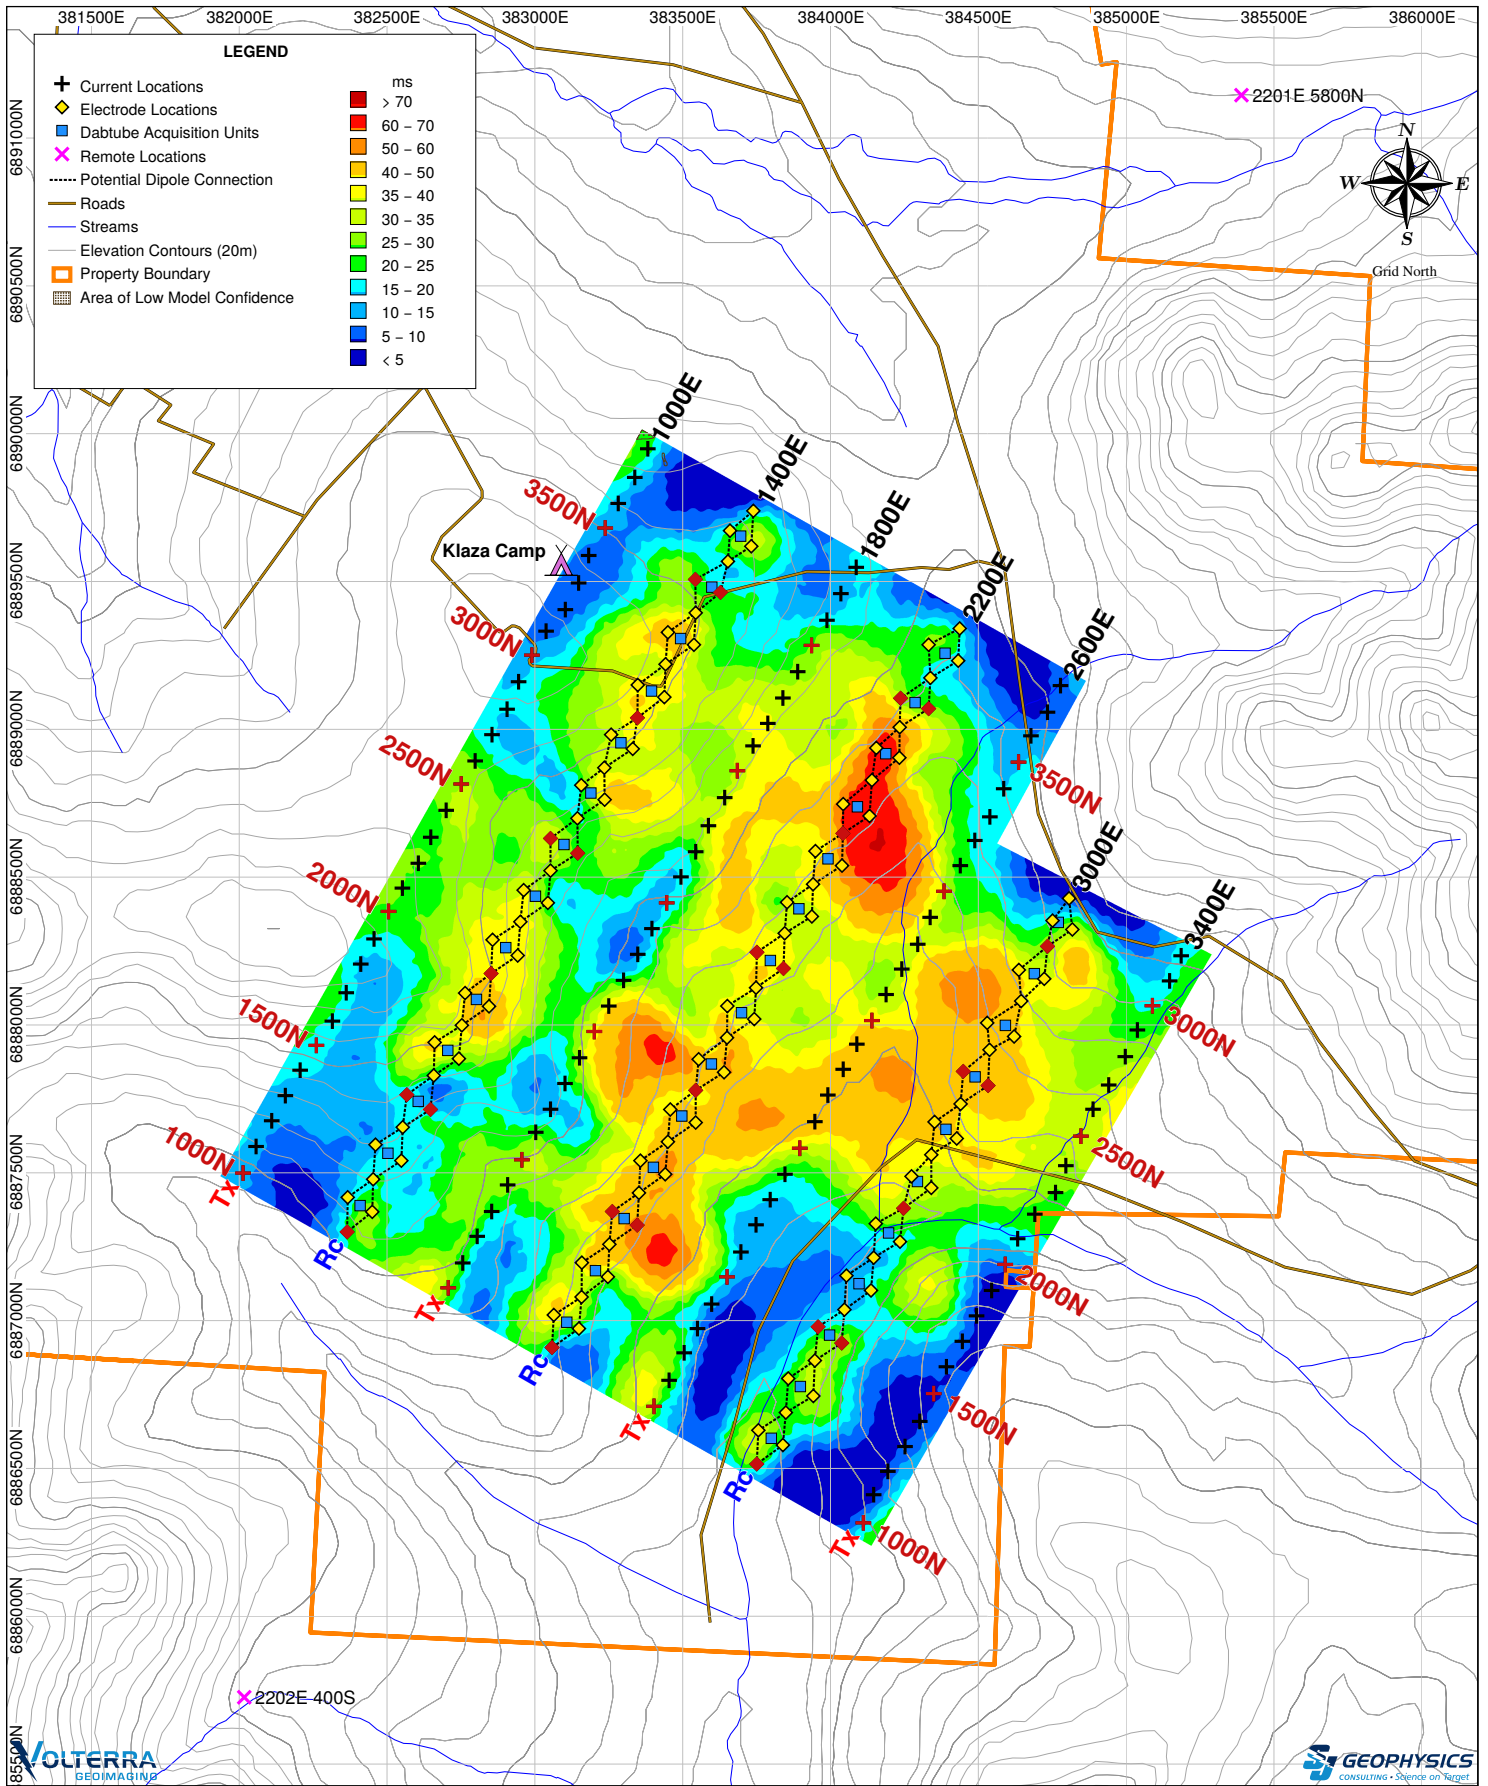 381500E 382000E 382500E 383000E 383500E 384000E 384500E 385000E 385500E 386000E
LEGEND
Current Locations
Electrode Locations
Dabtube Acquisition Units
Remote Locations
Potential Dipole Connection
Roads
Streams
Elevation Contours (20m)
Property Boundary
Area of Low Model Confidence
ms
> 70
60 – 70
50 – 60
40 – 50
35 – 40
30 – 35
25 – 30
20 – 25
15 – 20
10 – 15
5 – 10
< 5
2201E 5800N
N
W E
S
Grid North
6891000N
6890500N
6890000N
6889500N
6889000N
6888500N
6888000N
6887500N
6887000N
6886500N
6886000N
85500N
1000E
1400E
1800E
2200E
2600E
3000E
3400E
3500N
Klaza Camp
3000N
2500N
2000N
1500N
1000N
3500N
3000N
2500N
2000N
1500N
1000N
Tx
Rc
Tx
Rc
Tx
Rc
Tx
2202E 400S
VOLTERRA
GEOIMAGING
GEOPHYSICS
CONSULTING • Science on Target